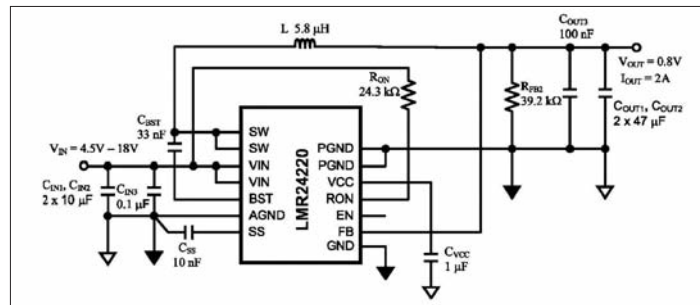 L 5.8 µH
COUT3
100 nF
VOUT = 0.8V
IOUT = 2A
RON
24.3 kΩ
RFB2
39.2 kΩ
COUT1, COUT2
2 x 47 µF
CBST
33 nF
VIN = 4.5V – 18V
CIN1, CIN2
2 x 10 µF
CIN3
0.1 µF
CSS
10 nF
SW
SW
VIN
VIN
BST
AGND
SS
LMR24220
PGND
PGND
VCC
RON
EN
FB
GND
CVCC
1 µF